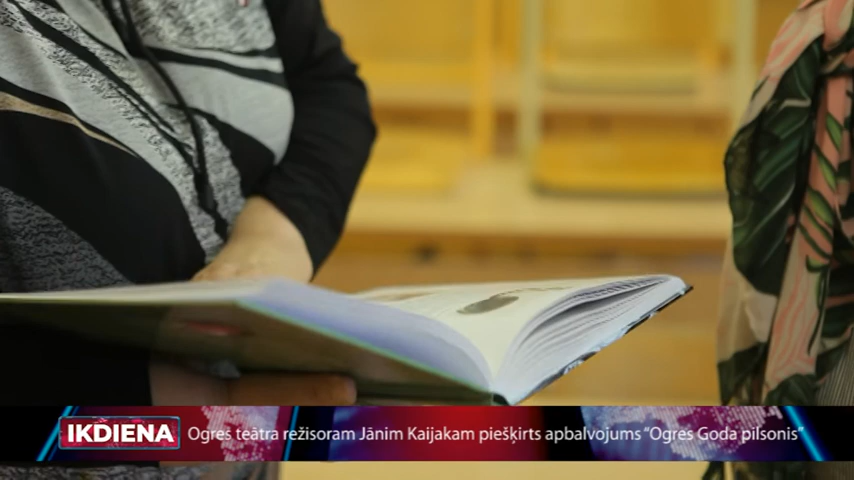 IKDIENA
Ogres teātra režisoram Jānim Kaijakam piešķirts apbalvojums “Ogres Goda pilsonis”